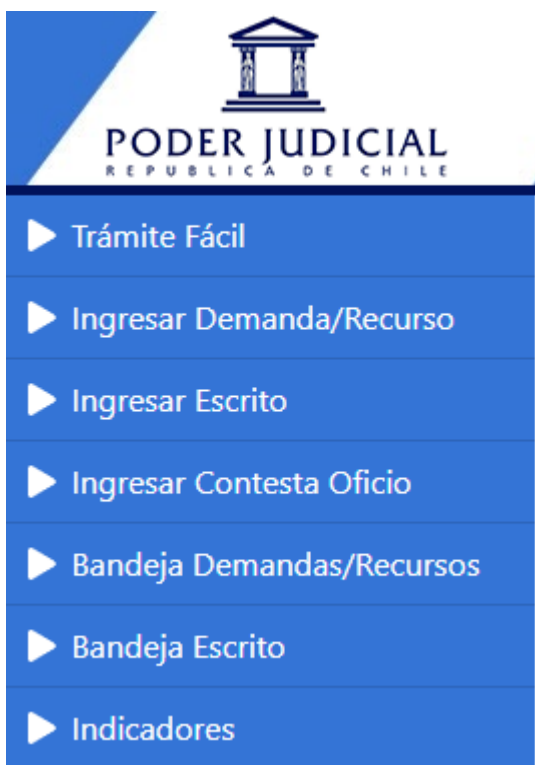 PODER JUDICIAL
REPUBLICA DE CHILE
Trámite Fácil
Ingresar Demanda/Recurso
Ingresar Escrito
Ingresar Contesta Oficio
Bandeja Demandas/Recursos
Bandeja Escrito
Indicadores